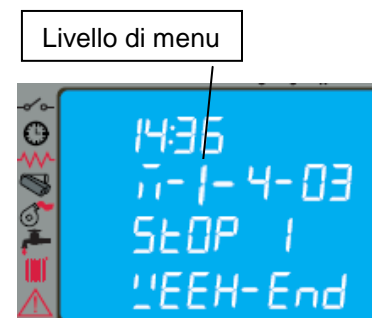 Livello di menu
14:36
M-1-4-03
STOP 1
WEEK-End